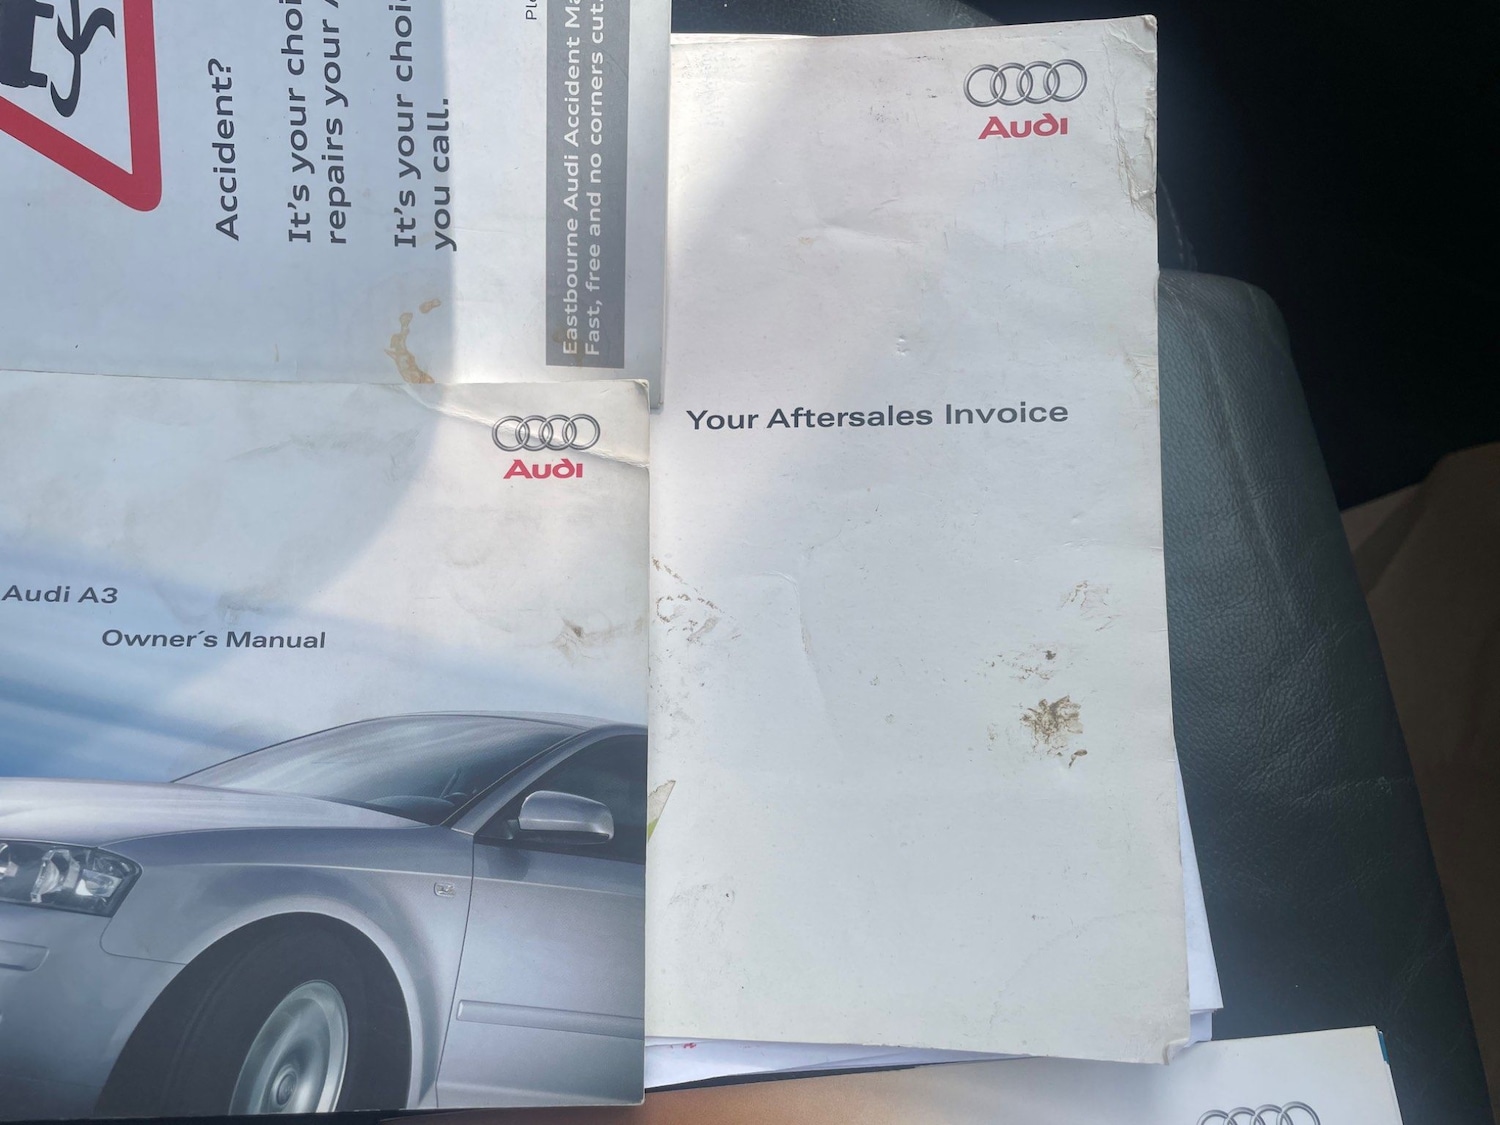 Accident?
It's your choi
repairs your A
It's your choic
you call.
Eastbourne Audi Accident Ma
Fast, free and no corners cut.
Audi
Your Aftersales Invoice
Audi
Audi A3
Owner´s Manual